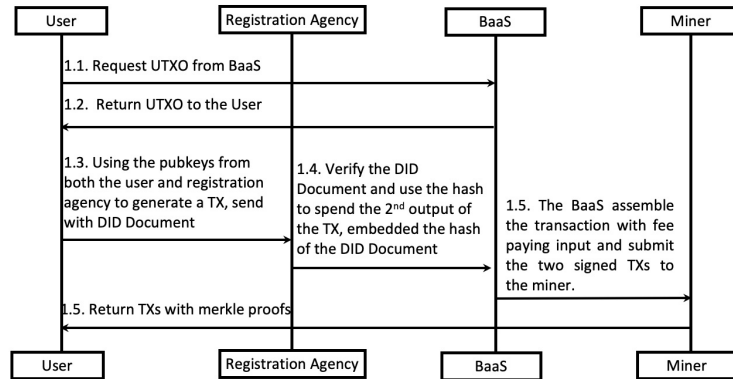 User
Registration Agency
BaaS
Miner
1.1. Request UTXO from BaaS
1.2. Return UTXO to the User
1.3. Using the pubkeys from
both the user and registration
agency to generate a TX, send
with DID Document
1.4. Verify the DID
Document and use the hash
to spend the 2nd output of
the TX, embedded the hash
of the DID Document
1.5. The BaaS assemble
the transaction with fee
paying input and submit
the two signed TXs to
the miner.
1.5. Return TXs with merkle proofs
User
Registration Agency
BaaS
Miner